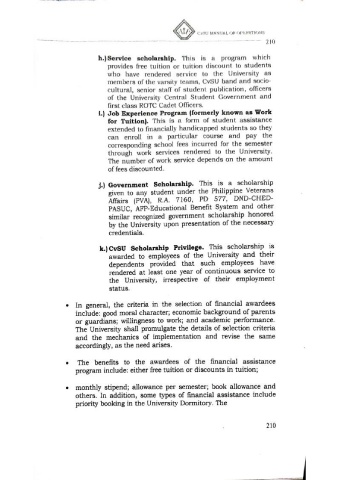 CvSU MANUAL OF OPERATIONS
210
h.) Service scholarship. This is a program which
provides free tuition or tuition discount to students
who have rendered service to the University as
members of the varsity teams, CvSU band and socio-
cultural, senior staff of student publication, officers
of the University Central Student Government and
first class ROTC Cadet Officers.
i.) Job Experience Program (formerly known as Work
for Tuition). This is a form of student assistance
extended to financially handicapped students so they
can enroll in a particular course and pay the
corresponding school fees incurred for the semester
through work services rendered to the University.
The number of work service depends on the amount
of fees discounted.
j.) Government Scholarship. This is a scholarship
given to any student under the Philippine Veterans
Affairs (PVA), R.A. 7160, PD 577, DND-CHED-
PASUC, AFP-Educational Benefit System and other
similar recognized government scholarship honored
by the University upon presentation of the necessary
credentials.
k.) CvSU Scholarship Privilege. This scholarship is
awarded to employees of the University and their
dependents provided that such employees have
rendered at least one year of continuous service to
the University, irrespective of their employment
status.
• In general, the criteria in the selection of financial awardees
include: good moral character; economic background of parents
or guardians; willingness to work; and academic performance.
The University shall promulgate the details of selection criteria
and the mechanics of implementation and revise the same
accordingly, as the need arises.
• The benefits to the awardees of the financial assistance
program include: either free tuition or discounts in tuition;
• monthly stipend; allowance per semester; book allowance and
others. In addition, some types of financial assistance include
priority booking in the University Dormitory. The
210